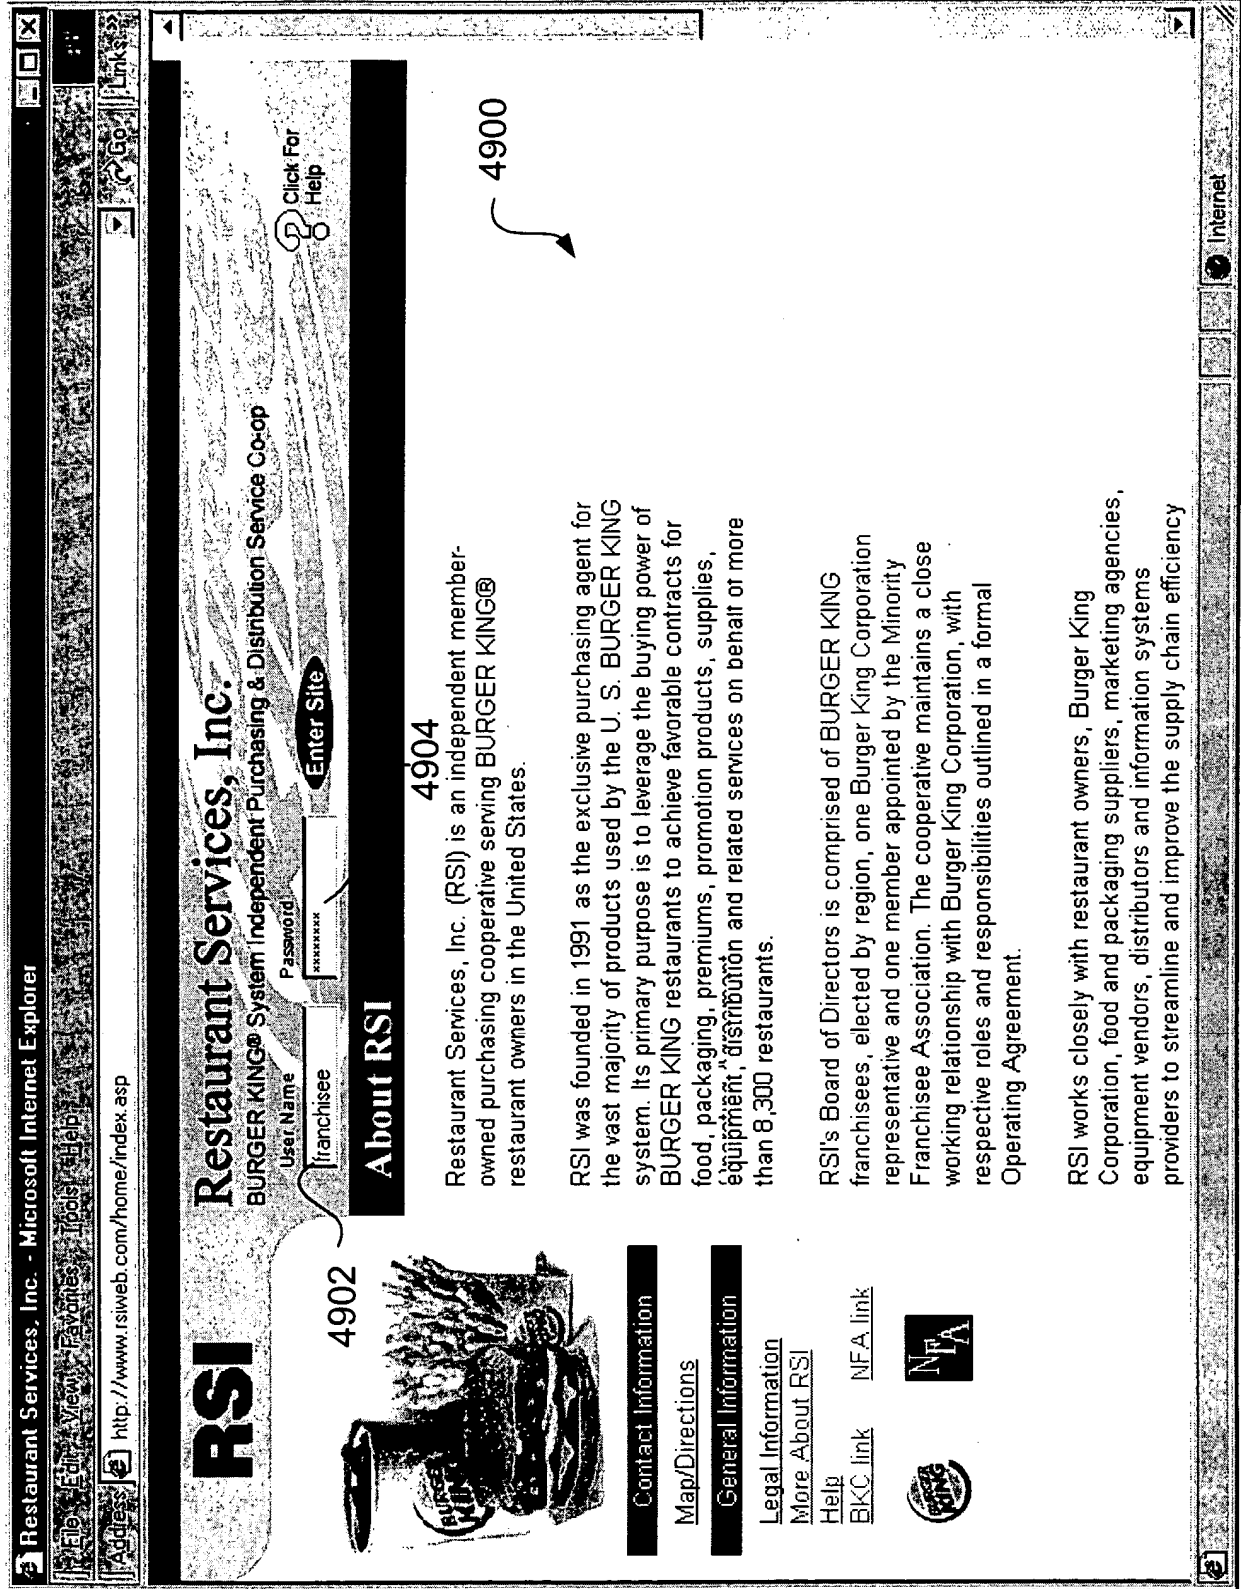 Restaurant Services, Inc. - Microsoft Internet Explorer
File Edit View Favorites Tools Help
Address http://www.rsiweb.com/home/index.asp Go Links »
RSI
Restaurant Services, Inc.
BURGER KING® System Independent Purchasing & Distribution Service Co-op
User Name Password
franchisee ******** Enter Site
Click For
Help
4902
4904
4900
About RSI
BURGER
KING
Contact Information
Map/Directions
General Information
Legal Information
More About RSI
Help
BKC link NFA link
BURGER
KING
NFA
Restaurant Services, Inc. (RSI) is an independent member-
owned purchasing cooperative serving BURGER KING®
restaurant owners in the United States.
RSI was founded in 1991 as the exclusive purchasing agent for
the vast majority of products used by the U. S. BURGER KING
system. Its primary purpose is to leverage the buying power of
BURGER KING restaurants to achieve favorable contracts for
food, packaging, premiums, promotion products, supplies,
equipment, distribution and related services on behalf of more
than 8,300 restaurants.
RSI's Board of Directors is comprised of BURGER KING
franchisees, elected by region, one Burger King Corporation
representative and one member appointed by the Minority
Franchisee Association. The cooperative maintains a close
working relationship with Burger King Corporation, with
respective roles and responsibilities outlined in a formal
Operating Agreement.
RSI works closely with restaurant owners, Burger King
Corporation, food and packaging suppliers, marketing agencies,
equipment vendors, distributors and information systems
providers to streamline and improve the supply chain efficiency
Internet